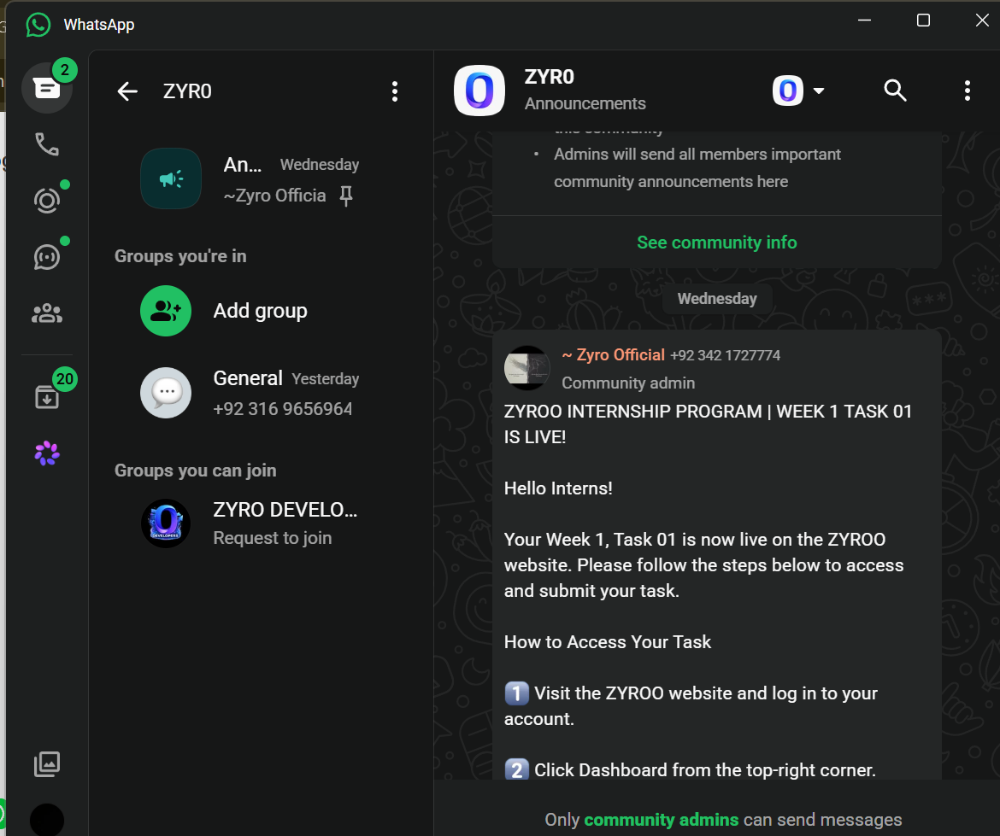 WhatsApp
2
20
ZYR0
An... Wednesday
~Zyro Officia
Groups you're in
Add group
General Yesterday
+92 316 9656964
Groups you can join
ZYRO DEVELO...
Request to join
DEVELOPERS
ZYR0
Announcements
this community
• Admins will send all members important
community announcements here
See community info
Wednesday
~ Zyro Official +92 342 1727774
Community admin
ZYROO INTERNSHIP PROGRAM | WEEK 1 TASK 01
IS LIVE!
Hello Interns!
Your Week 1, Task 01 is now live on the ZYROO
website. Please follow the steps below to access
and submit your task.
How to Access Your Task
1️⃣ Visit the ZYROO website and log in to your
account.
2️⃣ Click Dashboard from the top-right corner.
Only community admins can send messages